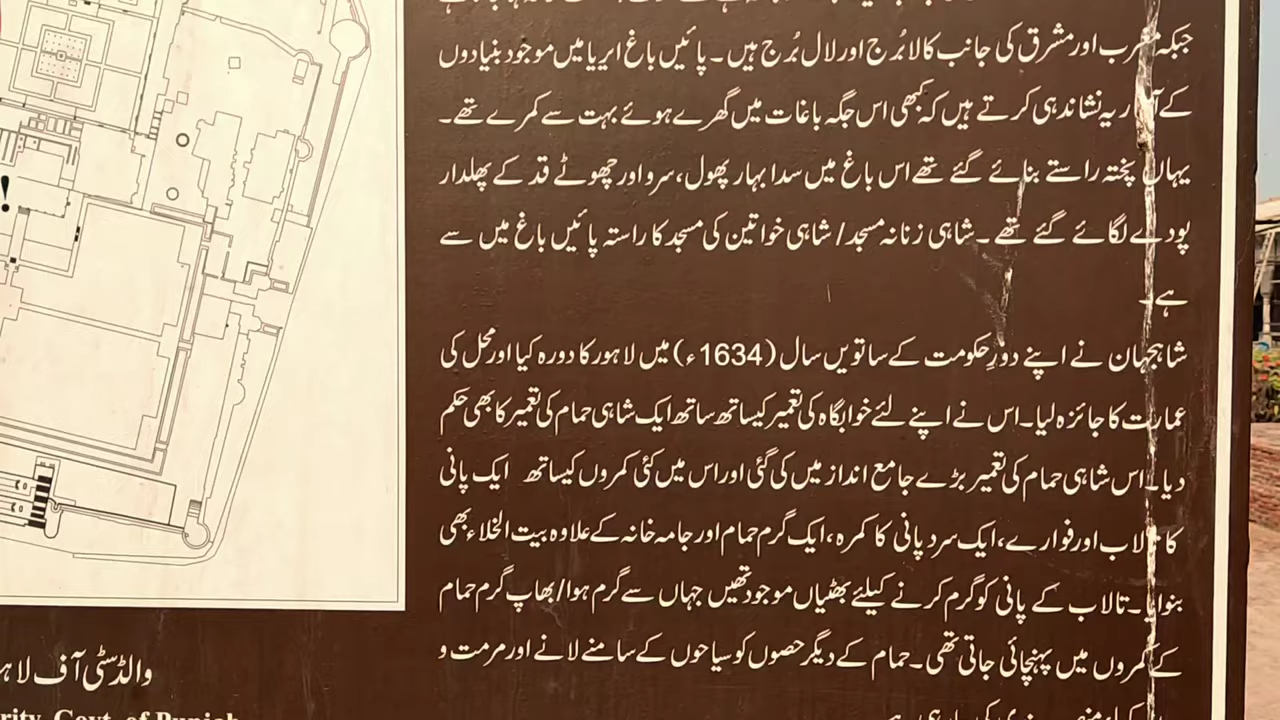 جبکہ مغرب اور مشرق کی جانب کالا بُرج اور لال بُرج ہیں۔ پائیں باغ ایریا میں موجود بنیادوں
کے آثار یہ نشاندہی کرتے ہیں کہ کبھی اس جگہ باغات میں گھرے ہوئے بہت سے کمرے تھے۔
یہاں پختہ راستے بنائے گئے تھے اس باغ میں سدا بہار پھول، سرو اور چھوٹے قد کے پھلدار
پودے لگائے گئے تھے۔ شاہی زنانہ مسجد/ شاہی خواتین کی مسجد کا راستہ پائیں باغ میں سے
ہے۔
شاہجہان نے اپنے دورِ حکومت کے ساتویں سال (1634ء) میں لاہور کا دورہ کیا اور محل کی
عمارت کا جائزہ لیا۔ اس نے اپنے لئے خوابگاہ کی تعمیر کیساتھ ساتھ ایک شاہی حمام کی تعمیر کا بھی حکم
دیا۔ اس شاہی حمام کی تعمیر بڑے جامع انداز میں کی گئی اور اس میں کئی کمروں کیساتھ ایک پانی
کا تالاب اور فوارے، ایک سرد پانی کا کمرہ، ایک گرم حمام اور جامہ خانہ کے علاوہ بیت الخلاء بھی
بنوایا۔ تالاب کے پانی کو گرم کرنے کیلئے بھٹیاں موجود تھیں جہاں سے گرم ہوا/ بھاپ گرم حمام
کے کمروں میں پہنچائی جاتی تھی۔ حمام کے دیگر حصوں کو سیاحوں کے سامنے لانے اور مرمت و
والڈ سٹی آف لا
Govt. of Punjab